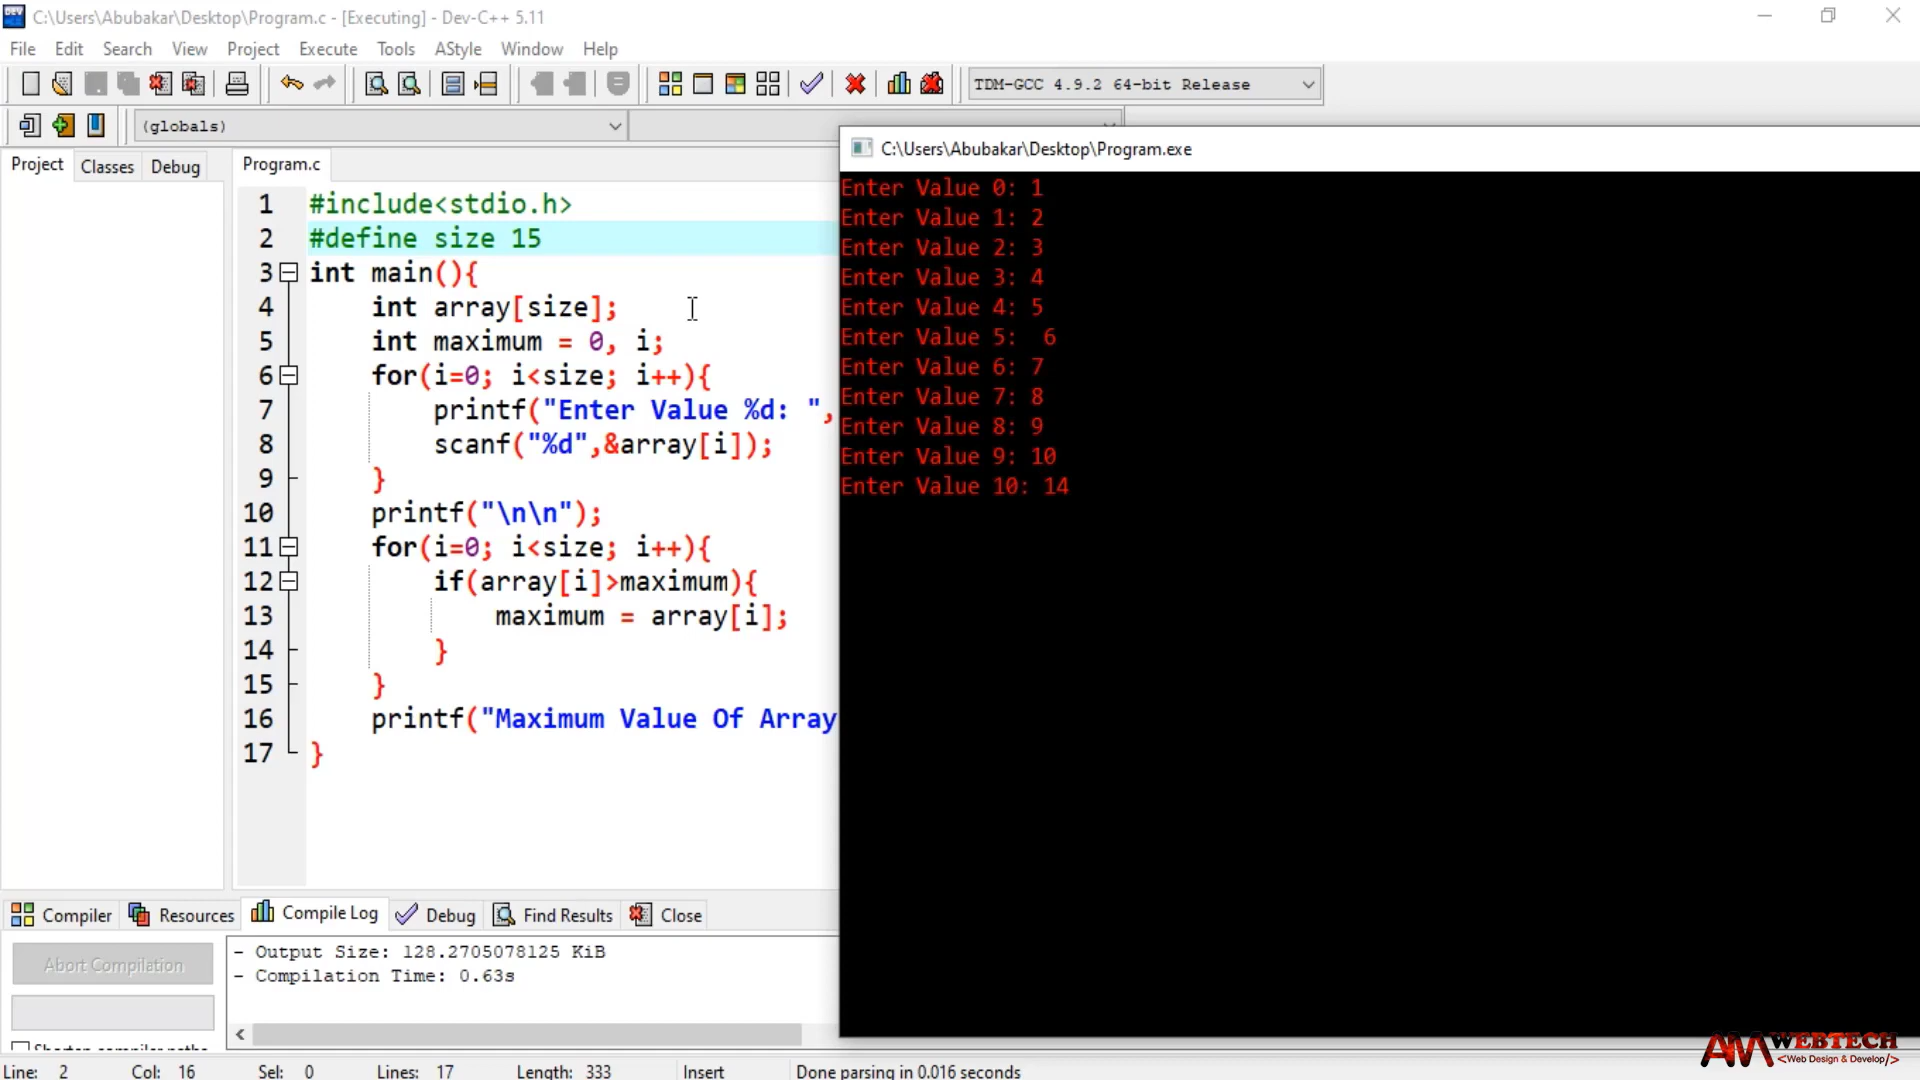 C:\Users\Abubakar\Desktop\Program.c - [Executing] - Dev-C++ 5.11
File Edit Search View Project Execute Tools AStyle Window Help
TDM-GCC 4.9.2 64-bit Release
(globals)
Project Classes Debug
Program.c
1 #include<stdio.h>
2 #define size 15
3 int main(){
4 int array[size];
5 int maximum = 0, i;
6 for(i=0; i<size; i++){
7 printf("Enter Value %d: ",
8 scanf("%d",&array[i]);
9 }
10 printf("\n\n");
11 for(i=0; i<size; i++){
12 if(array[i]>maximum){
13 maximum = array[i];
14 }
15 }
16 printf("Maximum Value Of Array
17 }
C:\Users\Abubakar\Desktop\Program.exe
Enter Value 0: 1
Enter Value 1: 2
Enter Value 2: 3
Enter Value 3: 4
Enter Value 4: 5
Enter Value 5:  6
Enter Value 6: 7
Enter Value 7: 8
Enter Value 8: 9
Enter Value 9: 10
Enter Value 10: 14
Compiler Resources Compile Log Debug Find Results Close
Abort Compilation
- Output Size: 128.2705078125 KiB
- Compilation Time: 0.63s
Shorten compiler paths
AM WEBTECH
<Web Design & Develop/>
Line: 2 Col: 16 Sel: 0 Lines: 17 Length: 333 Insert Done parsing in 0.016 seconds